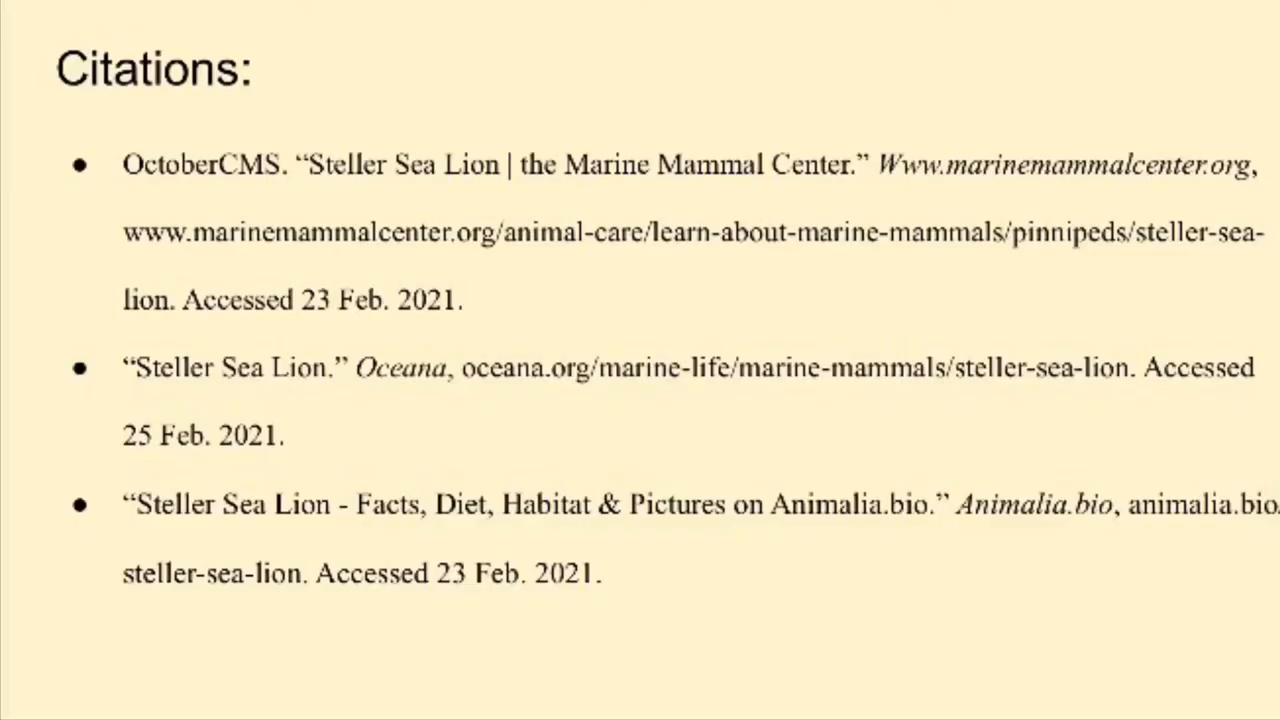 Citations:
● OctoberCMS. “Steller Sea Lion | the Marine Mammal Center.” Www.marinemammalcenter.org,
www.marinemammalcenter.org/animal-care/learn-about-marine-mammals/pinnipeds/steller-sea-
lion. Accessed 23 Feb. 2021.
● “Steller Sea Lion.” Oceana, oceana.org/marine-life/marine-mammals/steller-sea-lion. Accessed
25 Feb. 2021.
● “Steller Sea Lion - Facts, Diet, Habitat & Pictures on Animalia.bio.” Animalia.bio, animalia.bio
steller-sea-lion. Accessed 23 Feb. 2021.